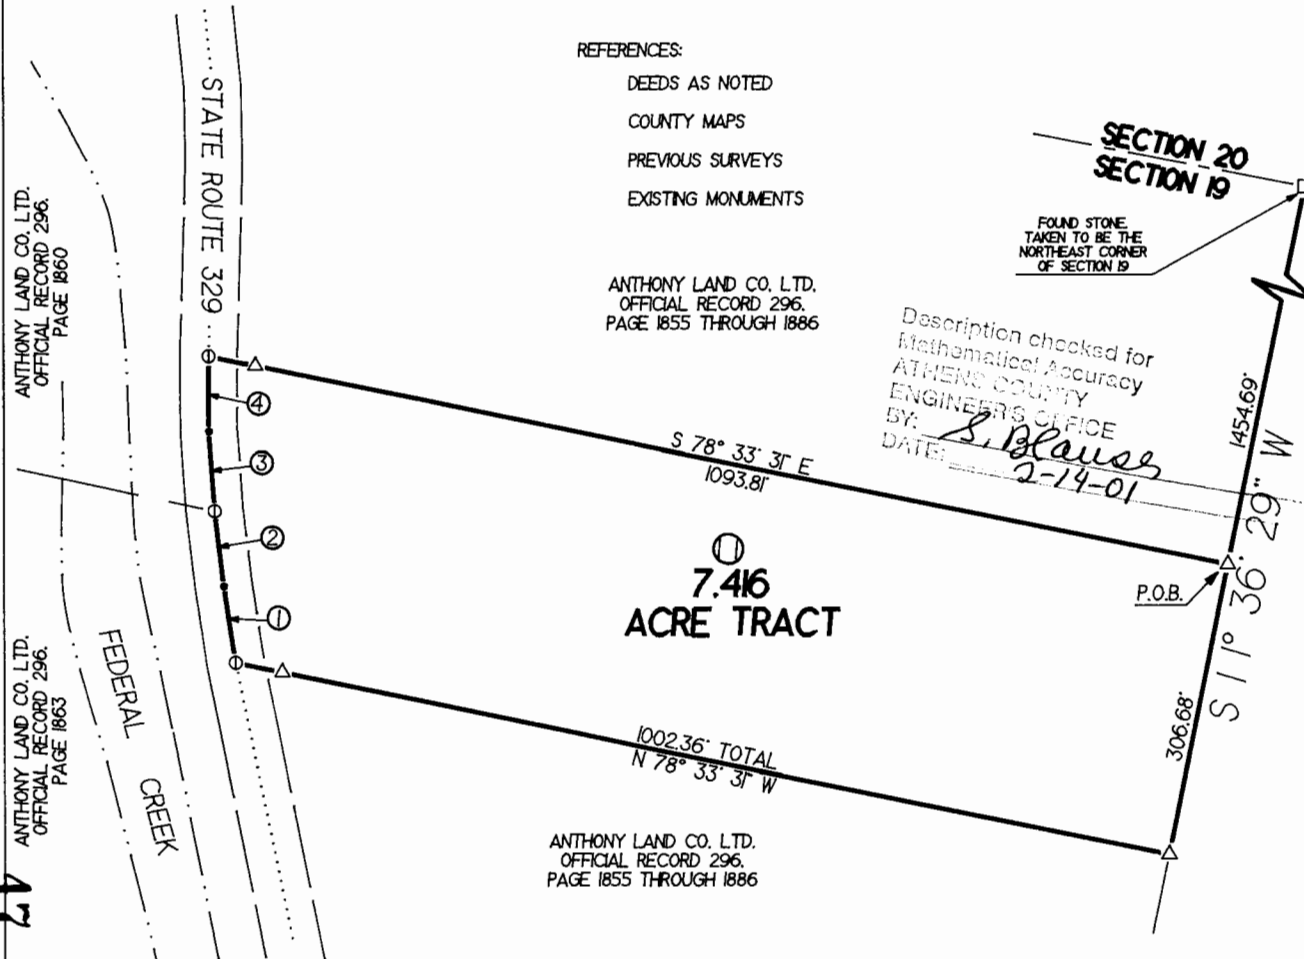 REFERENCES:
DEEDS AS NOTED
COUNTY MAPS
PREVIOUS SURVEYS
EXISTING MONUMENTS
SECTION 20
SECTION 19
FOUND STONE
TAKEN TO BE THE
NORTHEAST CORNER
OF SECTION 19
STATE ROUTE 329
ANTHONY LAND CO. LTD.
OFFICIAL RECORD 296,
PAGE 1860
ANTHONY LAND CO. LTD.
OFFICIAL RECORD 296,
PAGE 1855 THROUGH 1886
Description checked for
Mathematical Accuracy
ATHENS COUNTY
ENGINEER'S OFFICE
BY: S. Blauser
DATE: 2-14-01
1454.69'
S 11° 36' 29" W
4
3
2
1
S 78° 33' 31" E
1093.81'
7.416
ACRE TRACT
P.O.B.
306.68'
1002.36' TOTAL
N 78° 33' 31" W
ANTHONY LAND CO. LTD.
OFFICIAL RECORD 296,
PAGE 1863
FEDERAL CREEK
ANTHONY LAND CO. LTD.
OFFICIAL RECORD 296,
PAGE 1855 THROUGH 1886